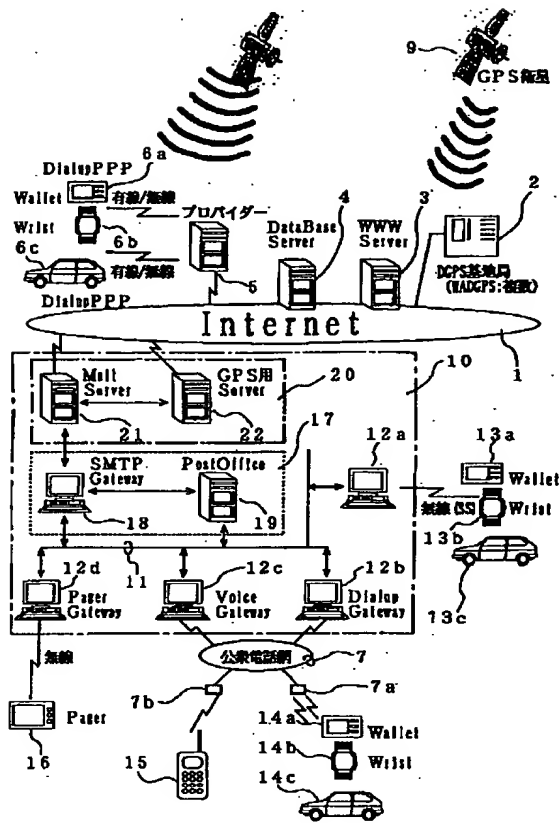 9
GPS衛星
DialupPPP
6a
4
3
2
Wallet
有線/無線
プロバイダー
Wrist
6b
DataBase
Server
WWW
Server
6c
有線/無線
5
DGPS基地局
(WADGPS:複数)
DialupPPP
Internet
1
Mail
Server
GPS用
Server
20
10
21
22
17
12a
13a
SMTP
Gateway
PostOffice
Wallet
無線(SS)
Wrist
18
19
13b
11
12d
12c
12b
13c
Pager
Gateway
Voice
Gateway
Dialup
Gateway
無線
公衆電話網
7
7b
7a
14a
Wallet
Pager
14b
Wrist
16
15
14c